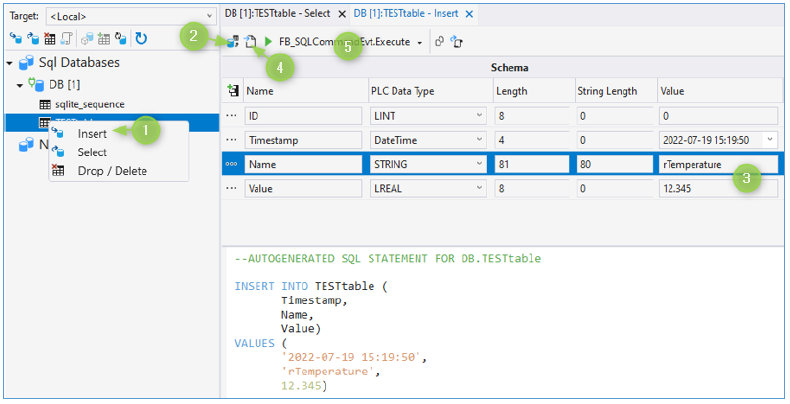 Target: <Local>
DB [1]:TESTtable - Select
DB [1]:TESTtable - Insert
2
4
FB_SQLCommandEvt.Execute
5
Sql Databases
DB [1]
sqlite_sequence
Insert
1
Select
Drop / Delete
Schema
Name PLC Data Type Length String Length Value
ID LINT 8 0 0
Timestamp DateTime 4 0 2022-07-19 15:19:50
Name STRING 81 80 rTemperature
3
Value LREAL 8 0 12.345
--AUTOGENERATED SQL STATEMENT FOR DB.TESTtable
INSERT INTO TESTtable (
Timestamp,
Name,
Value)
VALUES (
'2022-07-19 15:19:50',
'rTemperature',
12.345)